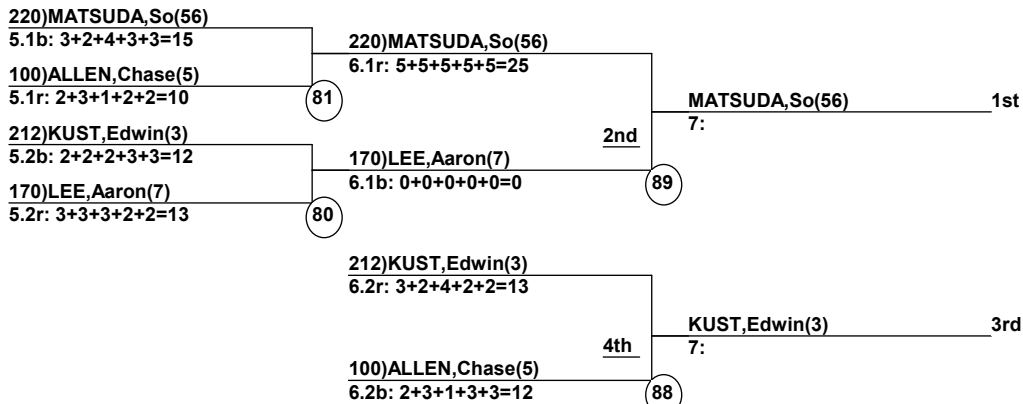 220)MATSUDA,So(56)
5.1b: 3+2+4+3+3=15
100)ALLEN,Chase(5)
5.1r: 2+3+1+2+2=10
81
212)KUST,Edwin(3)
5.2b: 2+2+2+3+3=12
170)LEE,Aaron(7)
5.2r: 3+3+3+2+2=13
80
220)MATSUDA,So(56)
6.1r: 5+5+5+5+5=25
2nd
170)LEE,Aaron(7)
6.1b: 0+0+0+0+0=0
89
MATSUDA,So(56)
1st
7:
212)KUST,Edwin(3)
6.2r: 3+2+4+2+2=13
4th
100)ALLEN,Chase(5)
6.2b: 2+3+1+3+3=12
88
KUST,Edwin(3)
3rd
7: